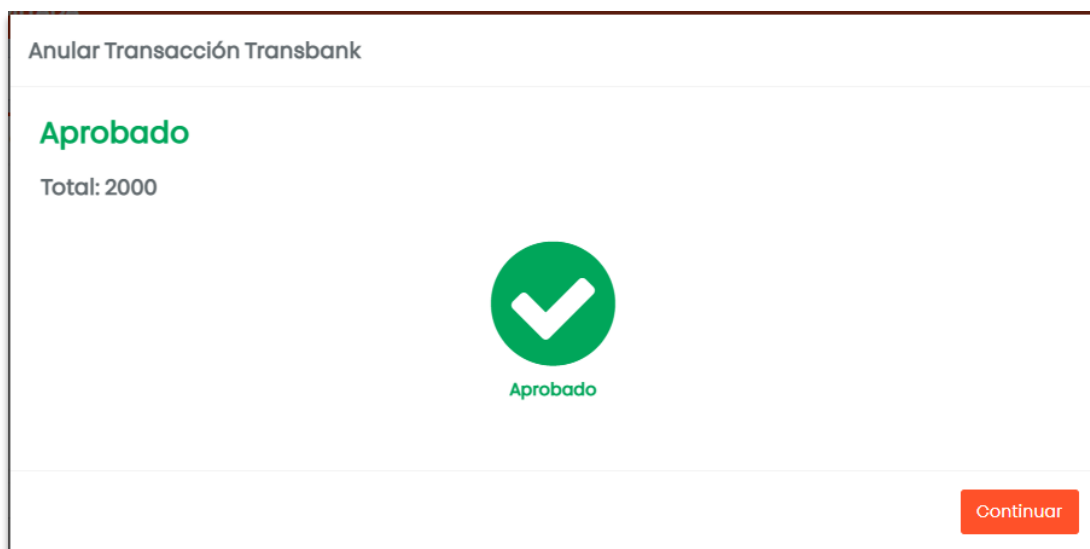 Anular Transacción Transbank
Aprobado
Total: 2000
Aprobado
Continuar